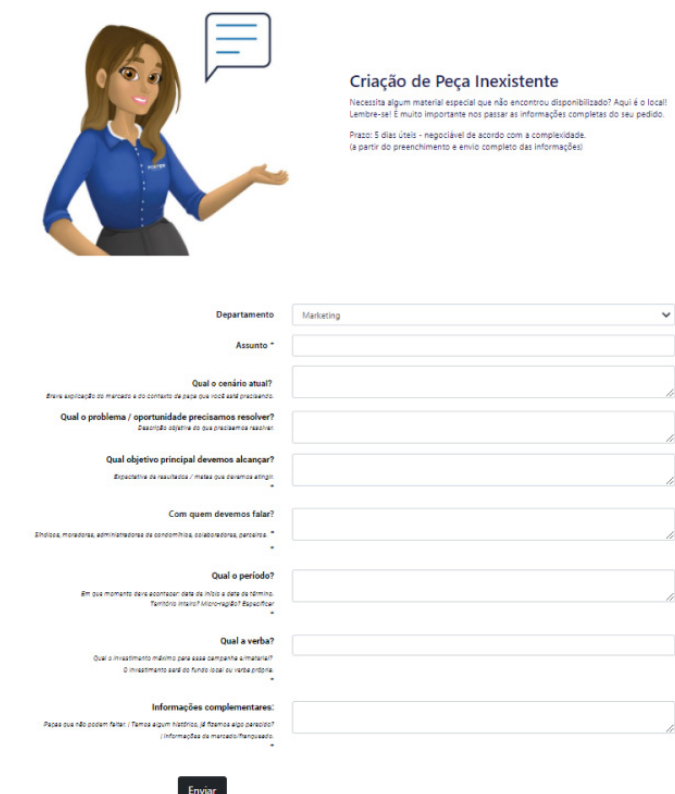 Criação de Peça Inexistente
Necessita algum material especial que não encontrou disponibilizado? Aqui é o local!
Lembre-se! É muito importante nos passar as informações completas do seu pedido.
Prazo: 5 dias úteis - negociável de acordo com a complexidade.
(a partir do preenchimento e envio completo das informações)
Departamento
Marketing
Assunto *
Qual o cenário atual?
Breve explicação do mercado e do contexto da peça que você está precisando.
Qual o problema / oportunidade precisamos resolver?
Descrição objetiva do que precisamos resolver.
Qual objetivo principal devemos alcançar?
Expectativa de resultados / metas que devemos atingir.
*
Com quem devemos falar?
Síndicos, moradores, administradores de condomínios, colaboradores, parceiros. *
*
Qual o período?
Em que momento deve acontecer: data de início e data de término.
Território inteiro? Micro-região? Especificar
*
Qual a verba?
Qual o investimento máximo para essa campanha e/material?
O investimento será do fundo local ou verba própria.
*
Informações complementares:
Peças que não podem faltar. / Temos algum histórico, já fizemos algo parecido?
/ Informações de mercado/franqueado.
*
Enviar